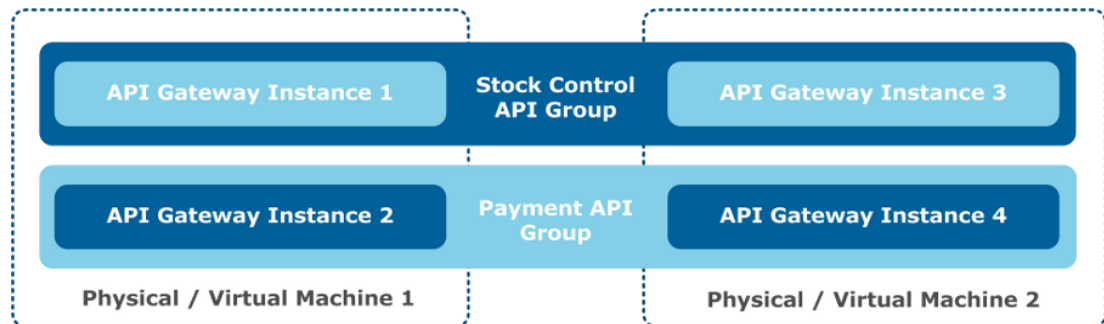 API Gateway Instance 1
Stock Control
API Group
API Gateway Instance 3
API Gateway Instance 2
Payment API
Group
API Gateway Instance 4
Physical / Virtual Machine 1
Physical / Virtual Machine 2